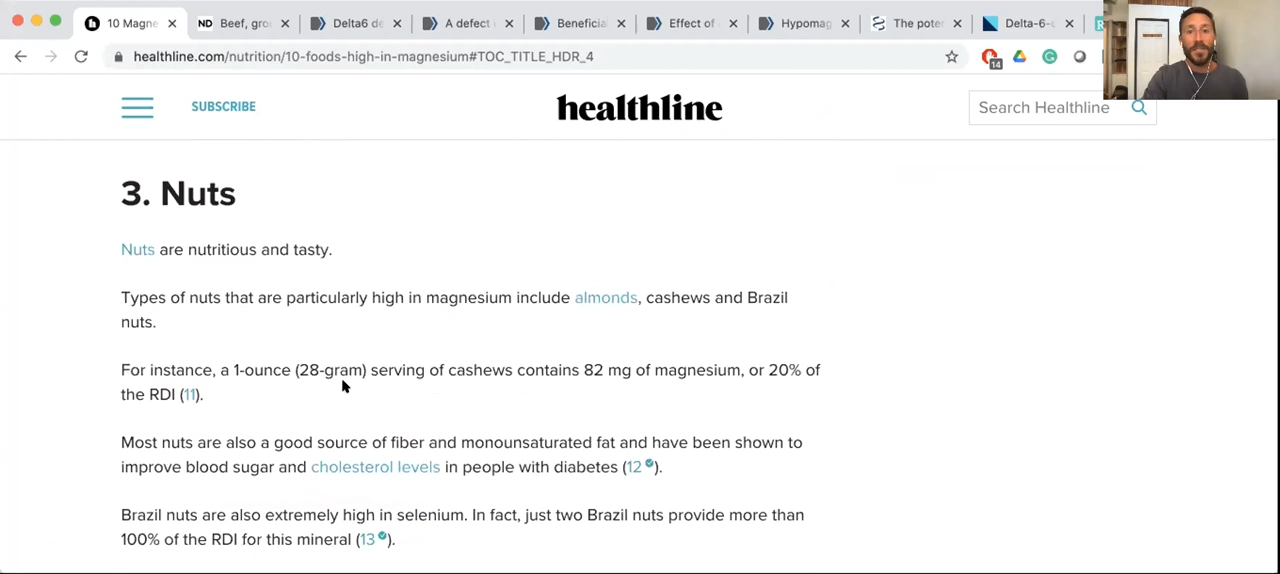 10 Magne
ND Beef, gro
Delta6 de
A defect i
Beneficia
Effect of
Hypomag
The poter
Delta-6-
healthline.com/nutrition/10-foods-high-in-magnesium#TOC_TITLE_HDR_4
14
SUBSCRIBE
healthline
Search Healthline
3. Nuts
Nuts are nutritious and tasty.
Types of nuts that are particularly high in magnesium include almonds, cashews and Brazil
nuts.
For instance, a 1-ounce (28-gram) serving of cashews contains 82 mg of magnesium, or 20% of
the RDI (11).
Most nuts are also a good source of fiber and monounsaturated fat and have been shown to
improve blood sugar and cholesterol levels in people with diabetes (12).
Brazil nuts are also extremely high in selenium. In fact, just two Brazil nuts provide more than
100% of the RDI for this mineral (13).